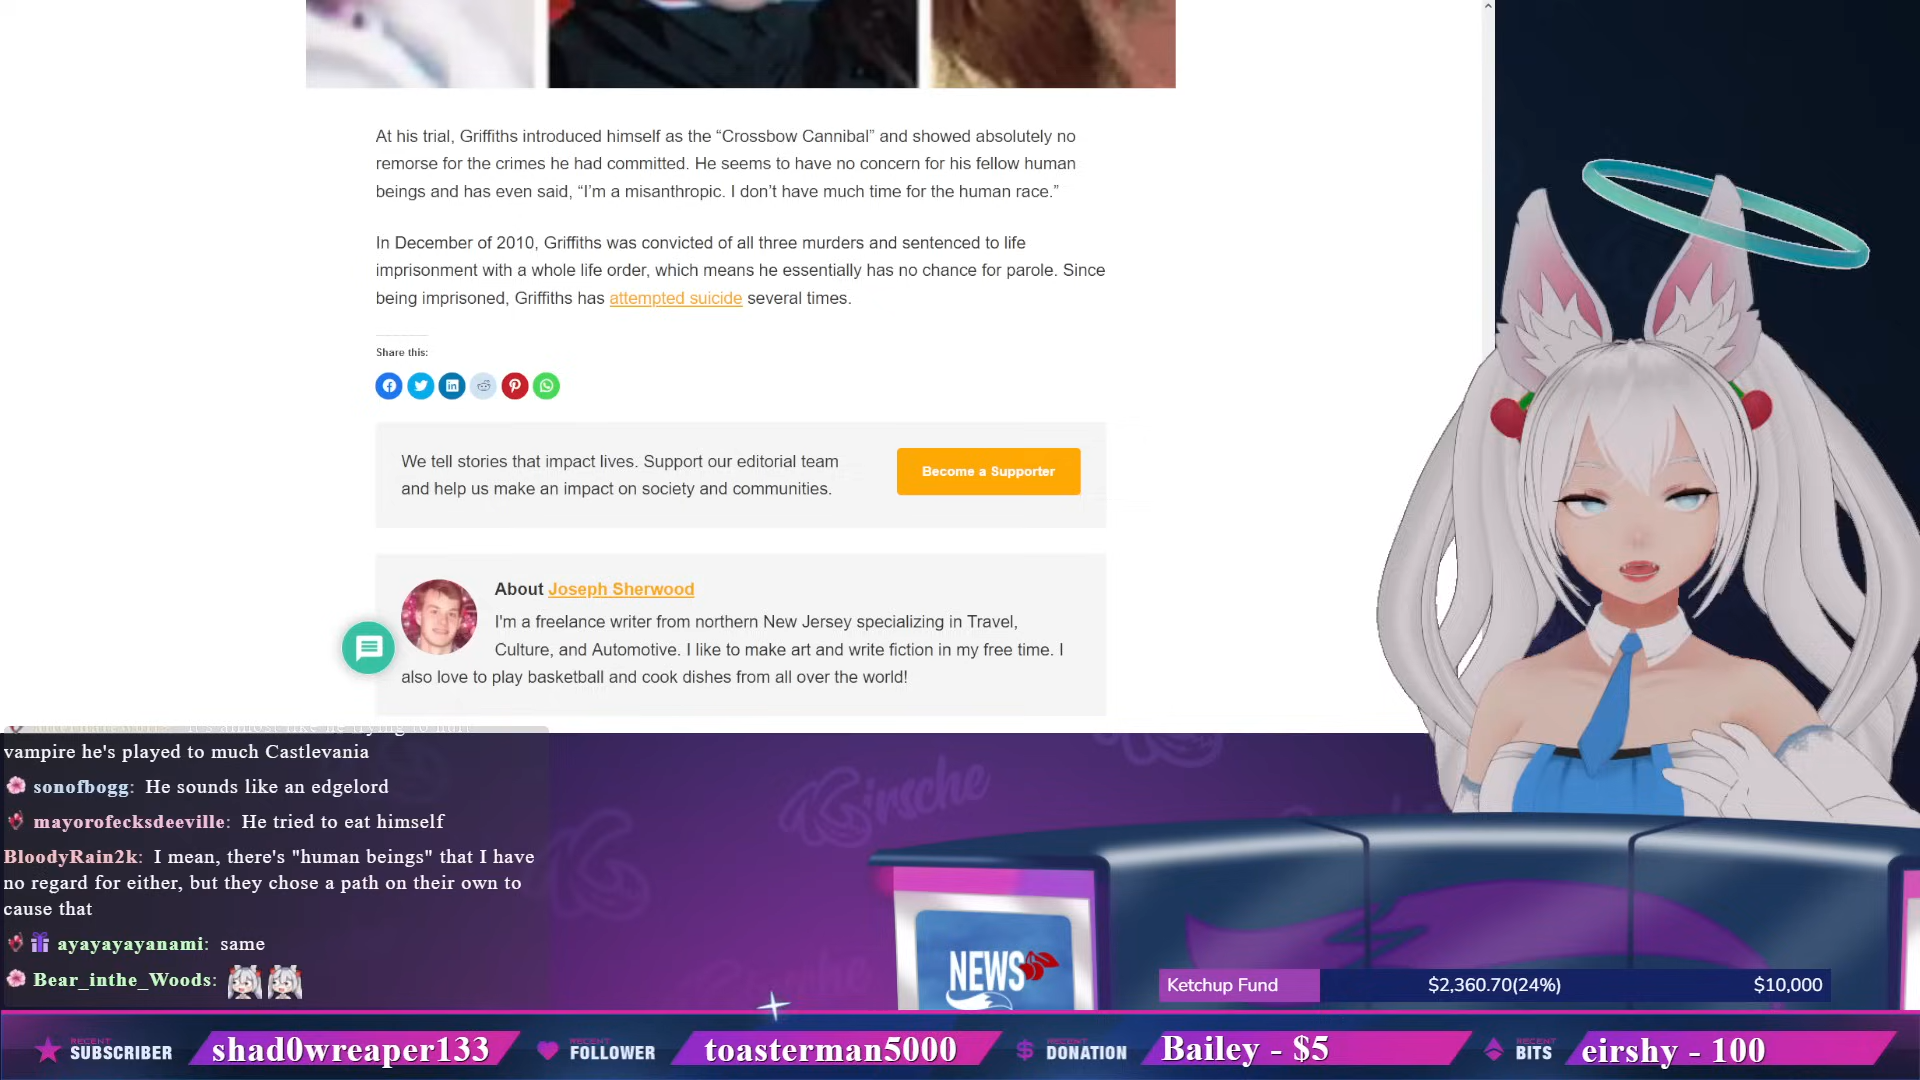 At his trial, Griffiths introduced himself as the “Crossbow Cannibal” and showed absolutely no
remorse for the crimes he had committed. He seems to have no concern for his fellow human
beings and has even said, “I’m a misanthropic. I don’t have much time for the human race.”
In December of 2010, Griffiths was convicted of all three murders and sentenced to life
imprisonment with a whole life order, which means he essentially has no chance for parole. Since
being imprisoned, Griffiths has attempted suicide several times.
Share this:
We tell stories that impact lives. Support our editorial team
and help us make an impact on society and communities.
Become a Supporter
About Joseph Sherwood
I'm a freelance writer from northern New Jersey specializing in Travel,
Culture, and Automotive. I like to make art and write fiction in my free time. I
also love to play basketball and cook dishes from all over the world!
vampire he's played to much Castlevania
sonofbogg: He sounds like an edgelord
mayorofecksdeeville: He tried to eat himself
BloodyRain2k: I mean, there's "human beings" that I have
no regard for either, but they chose a path on their own to
cause that
ayayayayanami: same
Bear_inthe_Woods:
Kirsche
NEWS
Ketchup Fund $2,360.70(24%) $10,000
RECENT SUBSCRIBER shad0wreaper133
RECENT FOLLOWER toasterman5000
RECENT DONATION Bailey - $5
RECENT BITS eirshy - 100